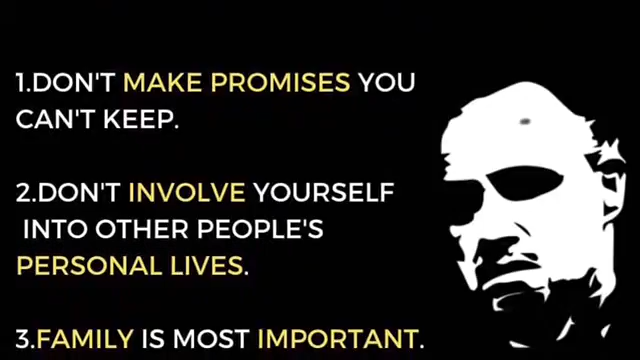 1.DON'T MAKE PROMISES YOU
CAN'T KEEP.
2.DON'T INVOLVE YOURSELF
INTO OTHER PEOPLE'S
PERSONAL LIVES.
3.FAMILY IS MOST IMPORTANT.